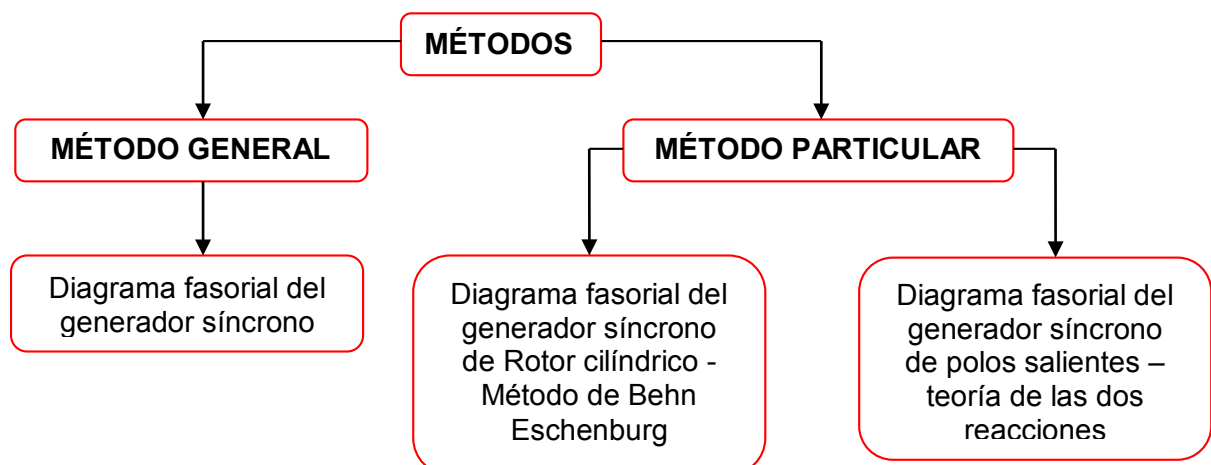 MÉTODOS
MÉTODO GENERAL
MÉTODO PARTICULAR
Diagrama fasorial del
generador síncrono
Diagrama fasorial del
generador síncrono
de Rotor cilíndrico -
Método de Behn
Eschenburg
Diagrama fasorial del
generador síncrono
de polos salientes –
teoría de las dos
reacciones